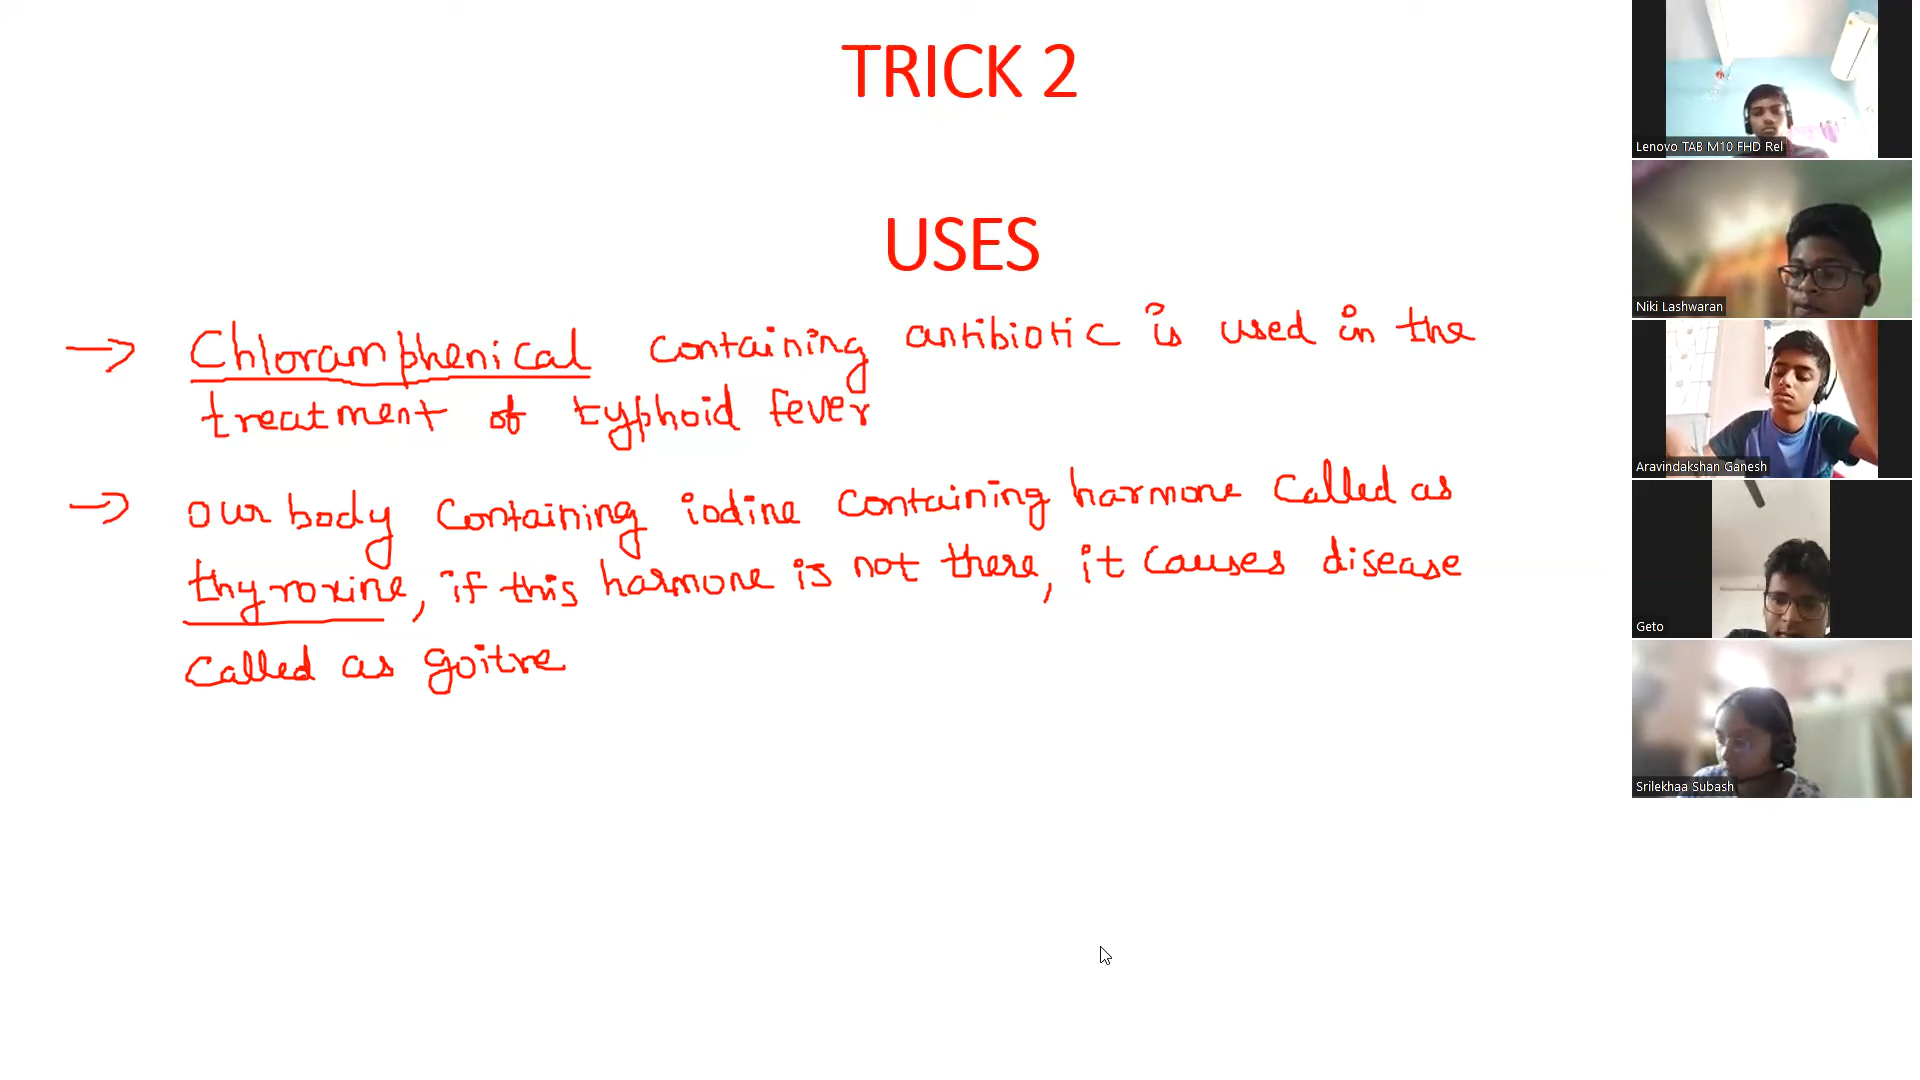 TRICK 2
USES
→ Chloramphenical containing antibiotic is used in the
treatment of typhoid fever
→ our body containing iodine containing harmone called as
thyroxine, if this harmone is not there, it causes disease
called as goitre
Lenovo TAB M10 FHD Rel
Niki Lashwaran
Aravindakshan Ganesh
Geto
Srilekhaa Subash